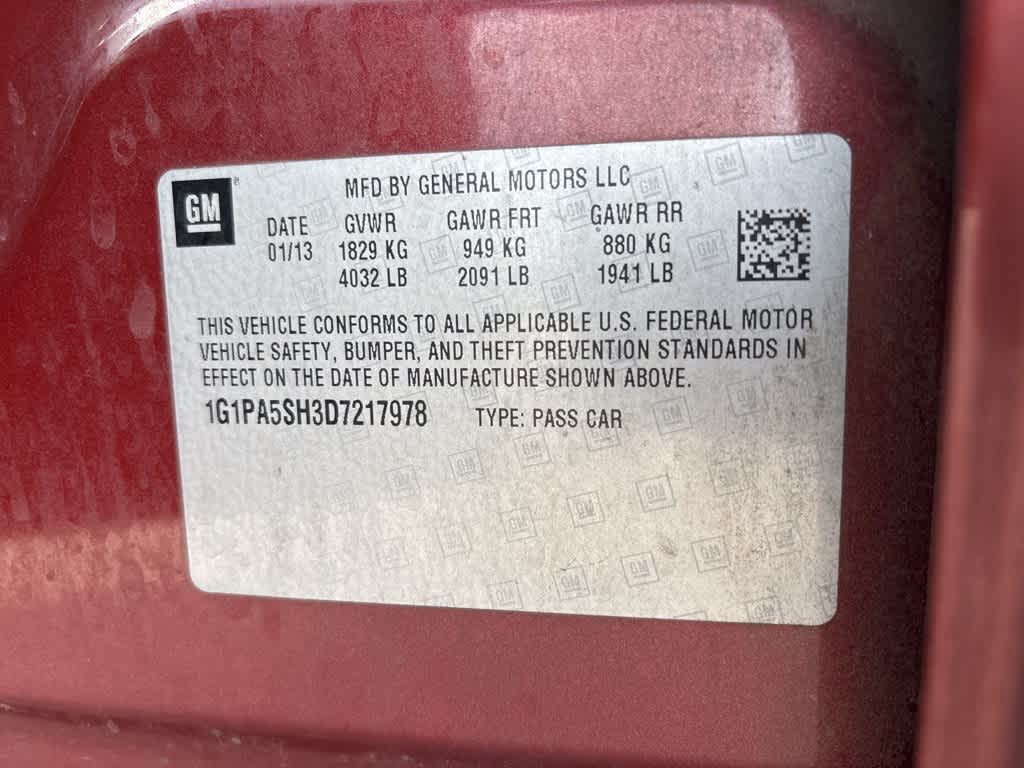 GM
MFD BY GENERAL MOTORS LLC
DATE GVWR GAWR FRT GAWR RR
01/13 1829 KG 949 KG 880 KG
4032 LB 2091 LB 1941 LB
THIS VEHICLE CONFORMS TO ALL APPLICABLE U.S. FEDERAL MOTOR
VEHICLE SAFETY, BUMPER, AND THEFT PREVENTION STANDARDS IN
EFFECT ON THE DATE OF MANUFACTURE SHOWN ABOVE.
1G1PA5SH3D7217978 TYPE: PASS CAR